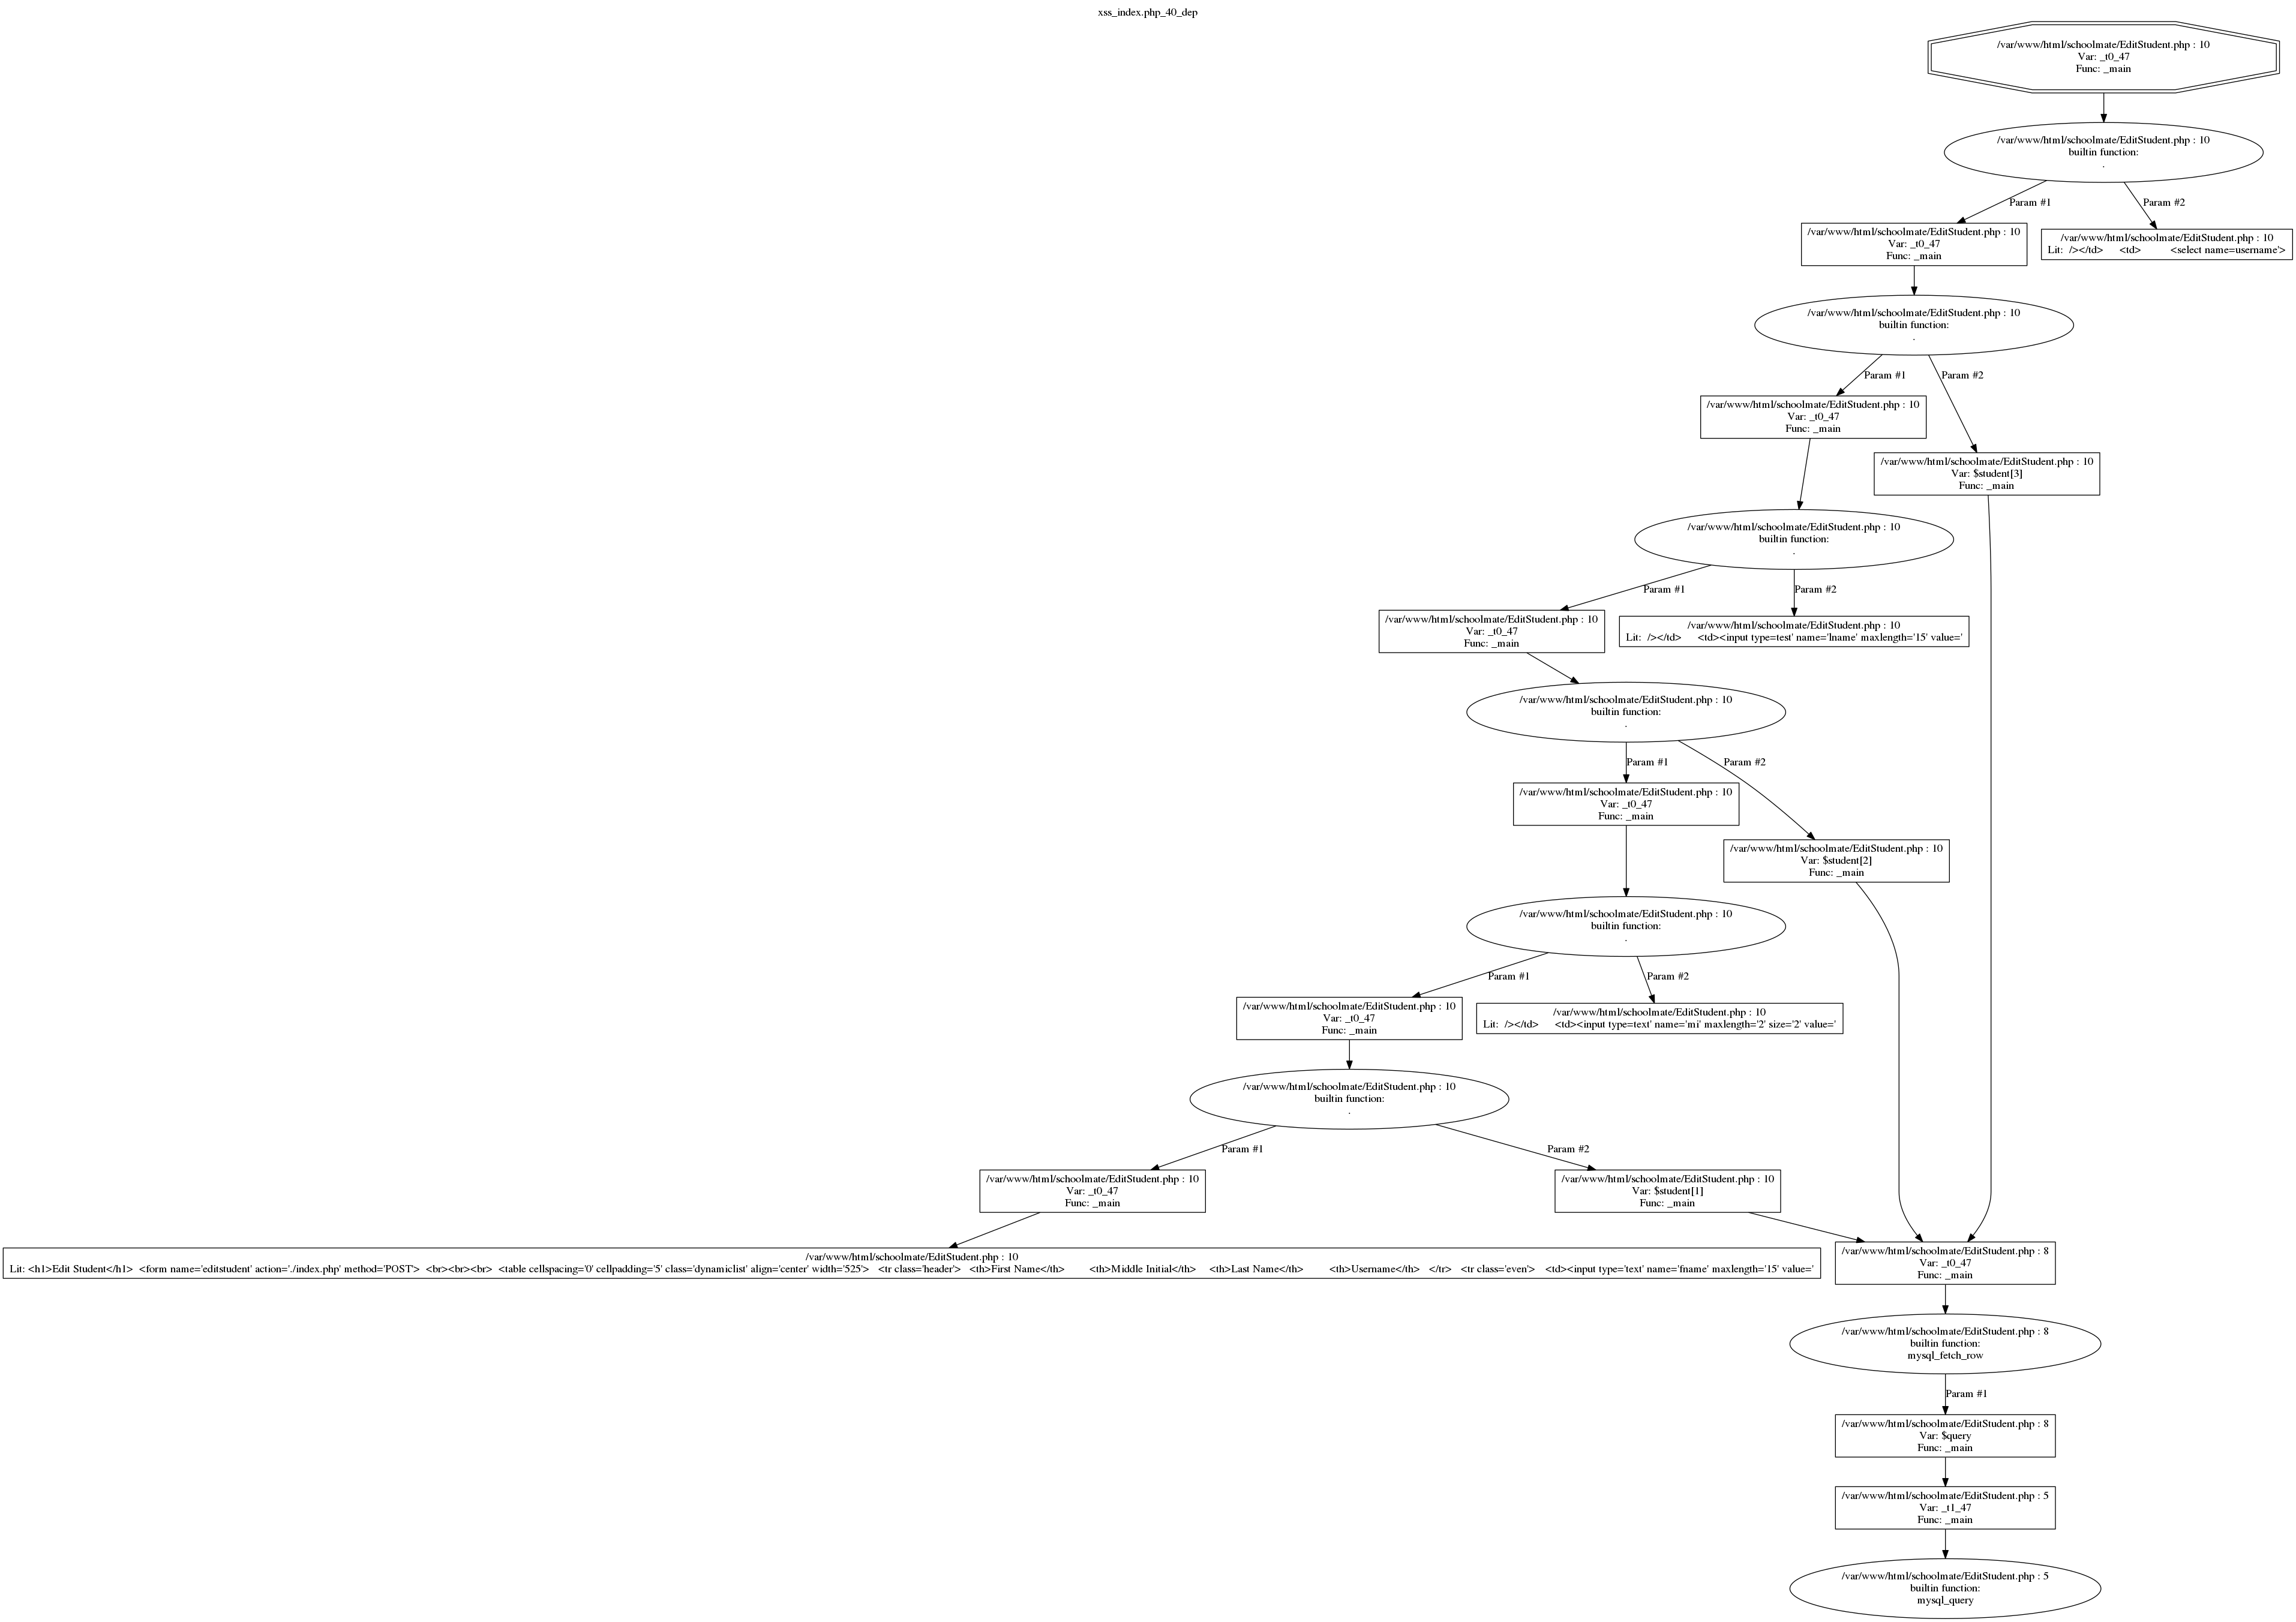 xss_index.php_40_dep
/var/www/html/schoolmate/EditStudent.php : 10
Var: _t0_47
Func: _main
/var/www/html/schoolmate/EditStudent.php : 10
builtin function:
.
Param #1
Param #2
/var/www/html/schoolmate/EditStudent.php : 10
Var: _t0_47
Func: _main
/var/www/html/schoolmate/EditStudent.php : 10
Lit: /></td> <td> <select name=username'>
/var/www/html/schoolmate/EditStudent.php : 10
builtin function:
.
Param #1
Param #2
/var/www/html/schoolmate/EditStudent.php : 10
Var: _t0_47
Func: _main
/var/www/html/schoolmate/EditStudent.php : 10
Var: $student[3]
Func: _main
/var/www/html/schoolmate/EditStudent.php : 10
builtin function:
.
Param #1
Param #2
/var/www/html/schoolmate/EditStudent.php : 10
Var: _t0_47
Func: _main
/var/www/html/schoolmate/EditStudent.php : 10
Lit: /></td> <td><input type=test' name='lname' maxlength='15' value='
/var/www/html/schoolmate/EditStudent.php : 10
builtin function:
.
Param #1
Param #2
/var/www/html/schoolmate/EditStudent.php : 10
Var: _t0_47
Func: _main
/var/www/html/schoolmate/EditStudent.php : 10
Var: $student[2]
Func: _main
/var/www/html/schoolmate/EditStudent.php : 10
builtin function:
.
Param #1
Param #2
/var/www/html/schoolmate/EditStudent.php : 10
Var: _t0_47
Func: _main
/var/www/html/schoolmate/EditStudent.php : 10
Lit: /></td> <td><input type=text' name='mi' maxlength='2' size='2' value='
/var/www/html/schoolmate/EditStudent.php : 10
builtin function:
.
Param #1
Param #2
/var/www/html/schoolmate/EditStudent.php : 10
Var: _t0_47
Func: _main
/var/www/html/schoolmate/EditStudent.php : 10
Var: $student[1]
Func: _main
/var/www/html/schoolmate/EditStudent.php : 10
Lit: <h1>Edit Student</h1> <form name='editstudent' action='./index.php' method='POST'> <br><br><br> <table cellspacing='0' cellpadding='5' class='dynamiclist' align='center' width='525'> <tr class='header'> <th>First Name</th> <th>Middle Initial</th> <th>Last Name</th> <th>Username</th> </tr> <tr class='even'> <td><input type='text' name='fname' maxlength='15' value='
/var/www/html/schoolmate/EditStudent.php : 8
Var: _t0_47
Func: _main
/var/www/html/schoolmate/EditStudent.php : 8
builtin function:
mysql_fetch_row
Param #1
/var/www/html/schoolmate/EditStudent.php : 8
Var: $query
Func: _main
/var/www/html/schoolmate/EditStudent.php : 5
Var: _t1_47
Func: _main
/var/www/html/schoolmate/EditStudent.php : 5
builtin function:
mysql_query